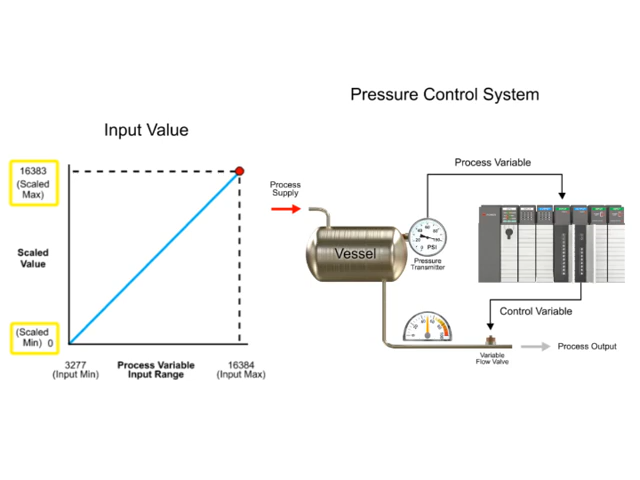 Pressure Control System
Input Value
16383
(Scaled
Max)
Scaled
Value
(Scaled
Min) 0
3277
(Input Min)
Process Variable
Input Range
16384
(Input Max)
Process Variable
Process
Supply
Vessel
PSI
Pressure
Transmitter
Control Variable
Variable
Flow Valve
Process Output